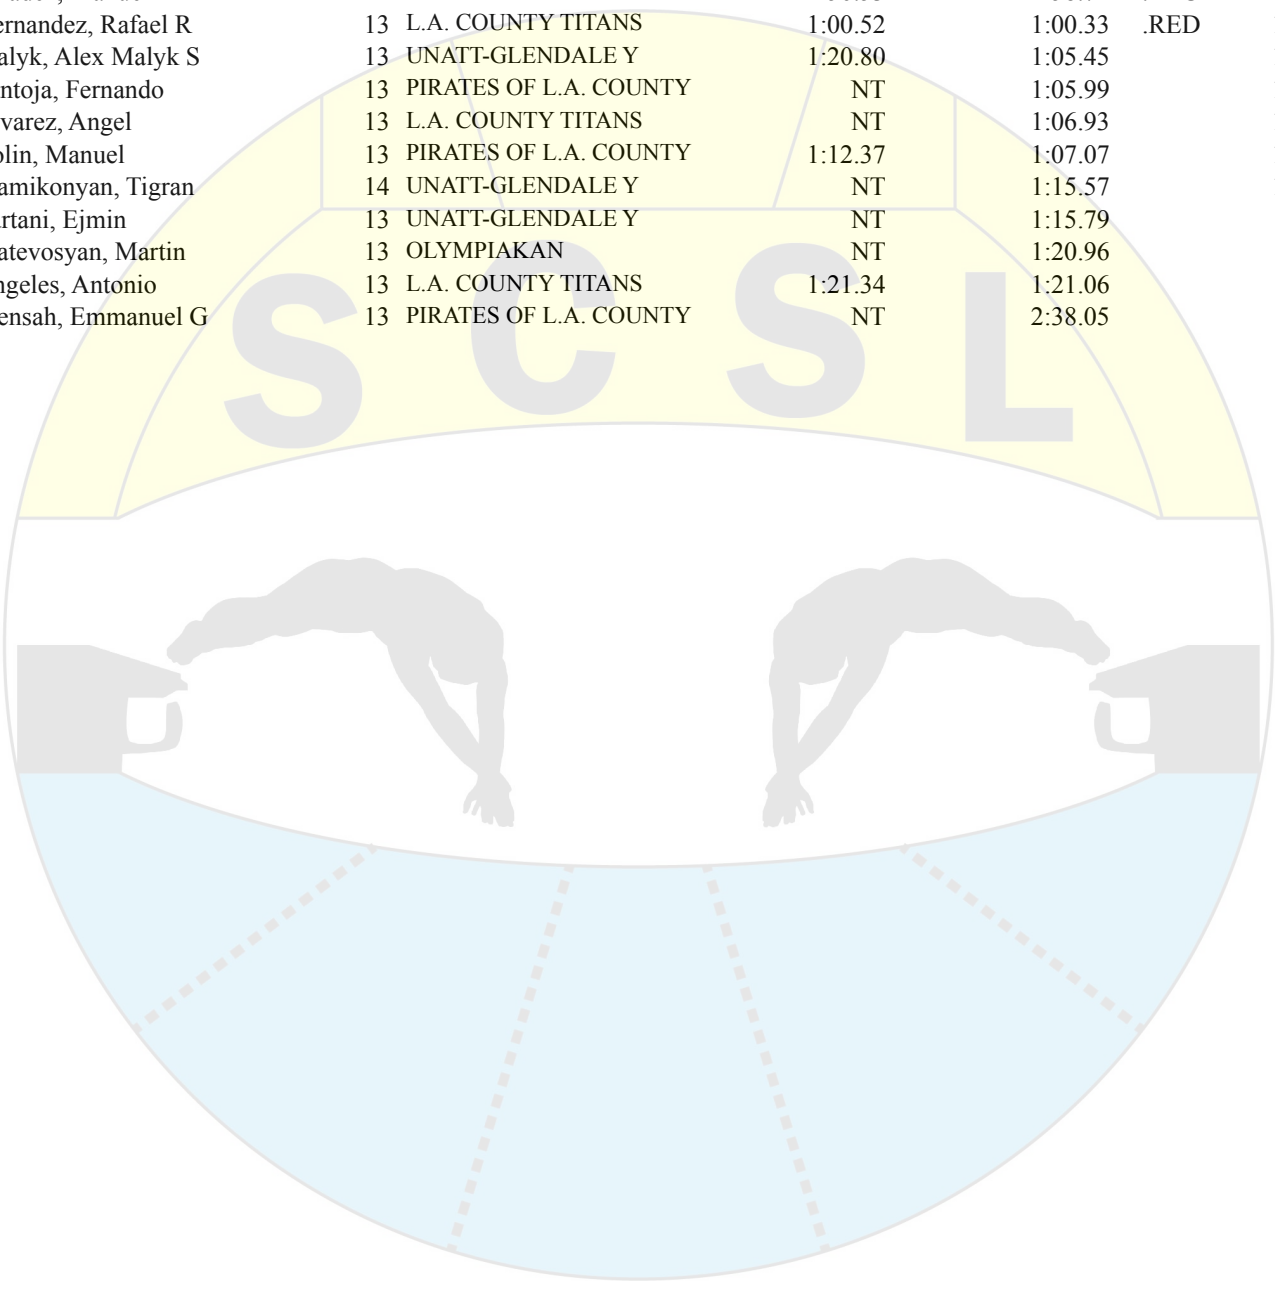 ernandez, Rafael R 13 L.A. COUNTY TITANS 1:00.52 1:00.33 .RED
alyk, Alex Malyk S 13 UNATT-GLENDALE Y 1:20.80 1:05.45
ntoja, Fernando 13 PIRATES OF L.A. COUNTY NT 1:05.99
varez, Angel 13 L.A. COUNTY TITANS NT 1:06.93
olin, Manuel 13 PIRATES OF L.A. COUNTY 1:12.37 1:07.07
amikonyan, Tigran 14 UNATT-GLENDALE Y NT 1:15.57
artani, Ejmin 13 UNATT-GLENDALE Y NT 1:15.79
atevosyan, Martin 13 OLYMPIAKAN NT 1:20.96
ngeles, Antonio 13 L.A. COUNTY TITANS 1:21.34 1:21.06
ensah, Emmanuel G 13 PIRATES OF L.A. COUNTY NT 2:38.05
S C S L